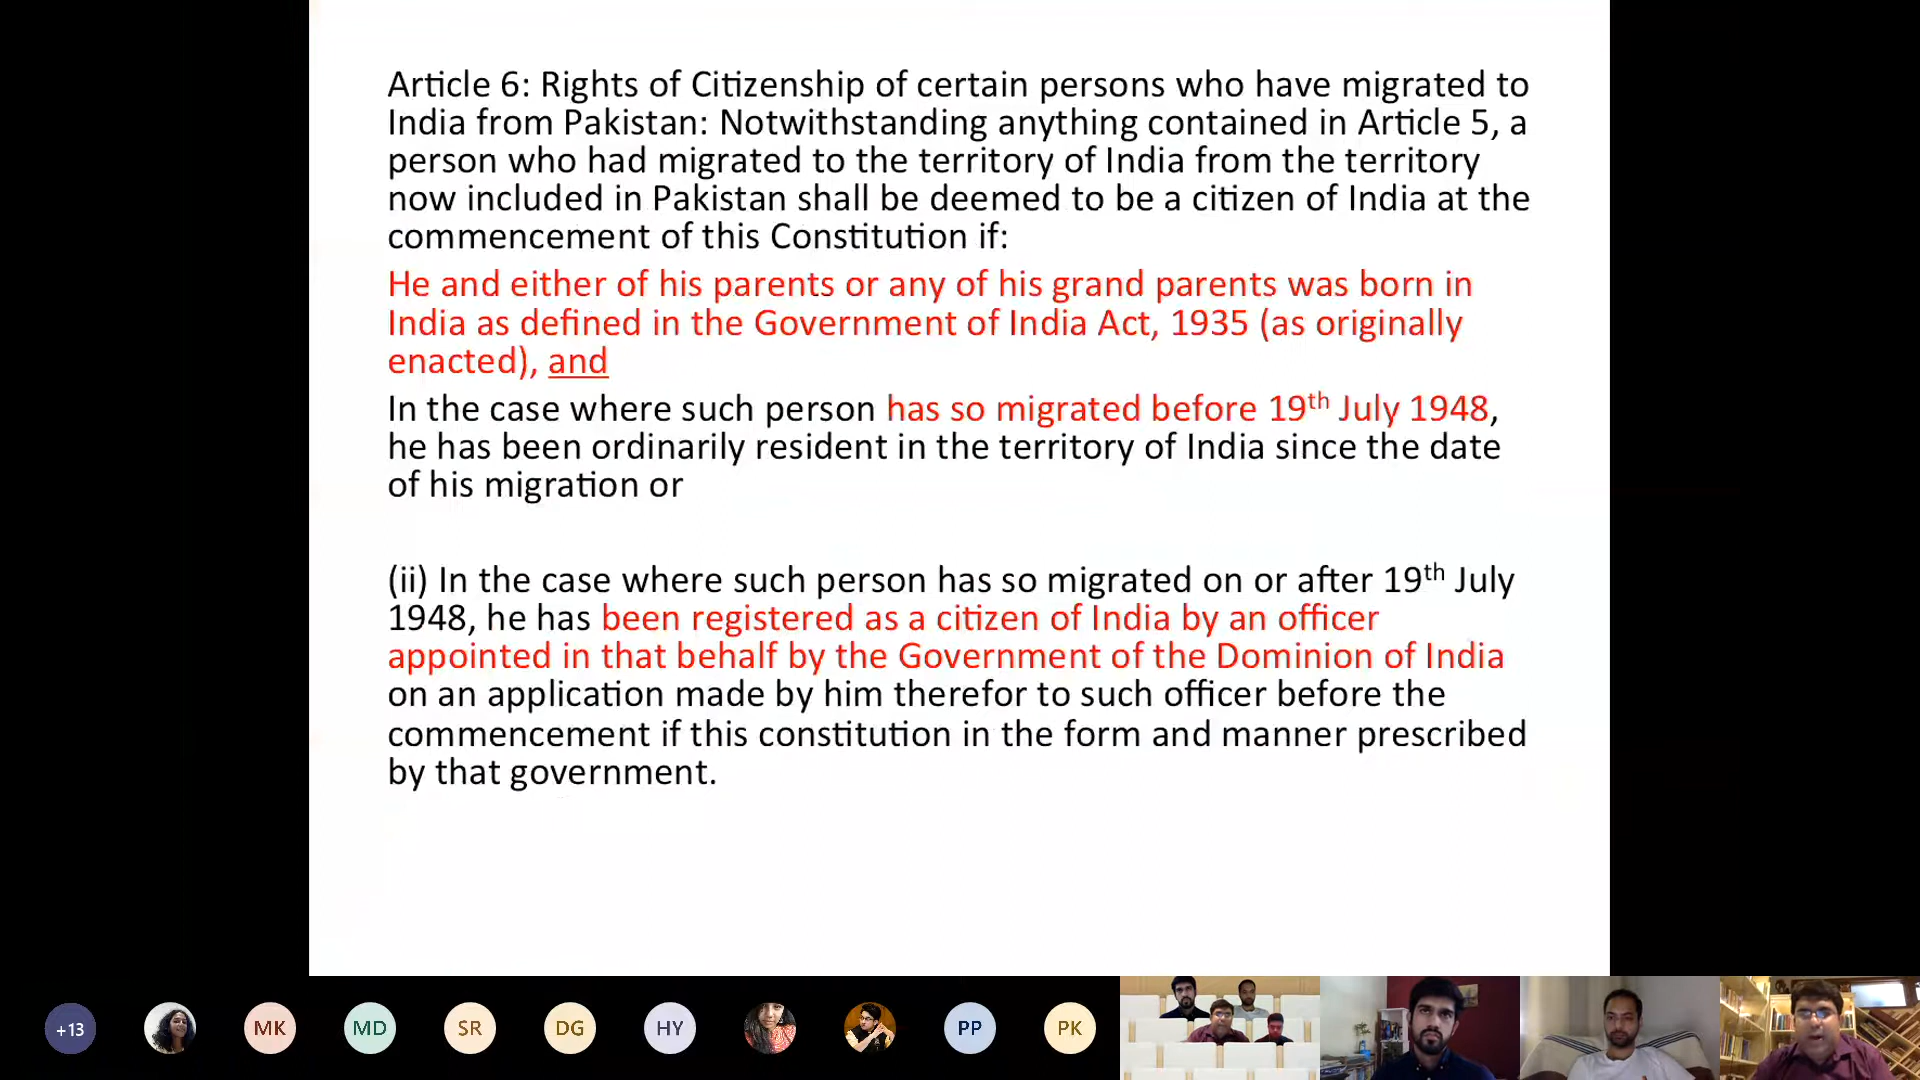 Article 6: Rights of Citizenship of certain persons who have migrated to
India from Pakistan: Notwithstanding anything contained in Article 5, a
person who had migrated to the territory of India from the territory
now included in Pakistan shall be deemed to be a citizen of India at the
commencement of this Constitution if:
He and either of his parents or any of his grand parents was born in
India as defined in the Government of India Act, 1935 (as originally
enacted), and
In the case where such person has so migrated before 19th July 1948,
he has been ordinarily resident in the territory of India since the date
of his migration or
(ii) In the case where such person has so migrated on or after 19th July
1948, he has been registered as a citizen of India by an officer
appointed in that behalf by the Government of the Dominion of India
on an application made by him therefor to such officer before the
commencement if this constitution in the form and manner prescribed
by that government.
+13 MK MD SR DG HY PP PK